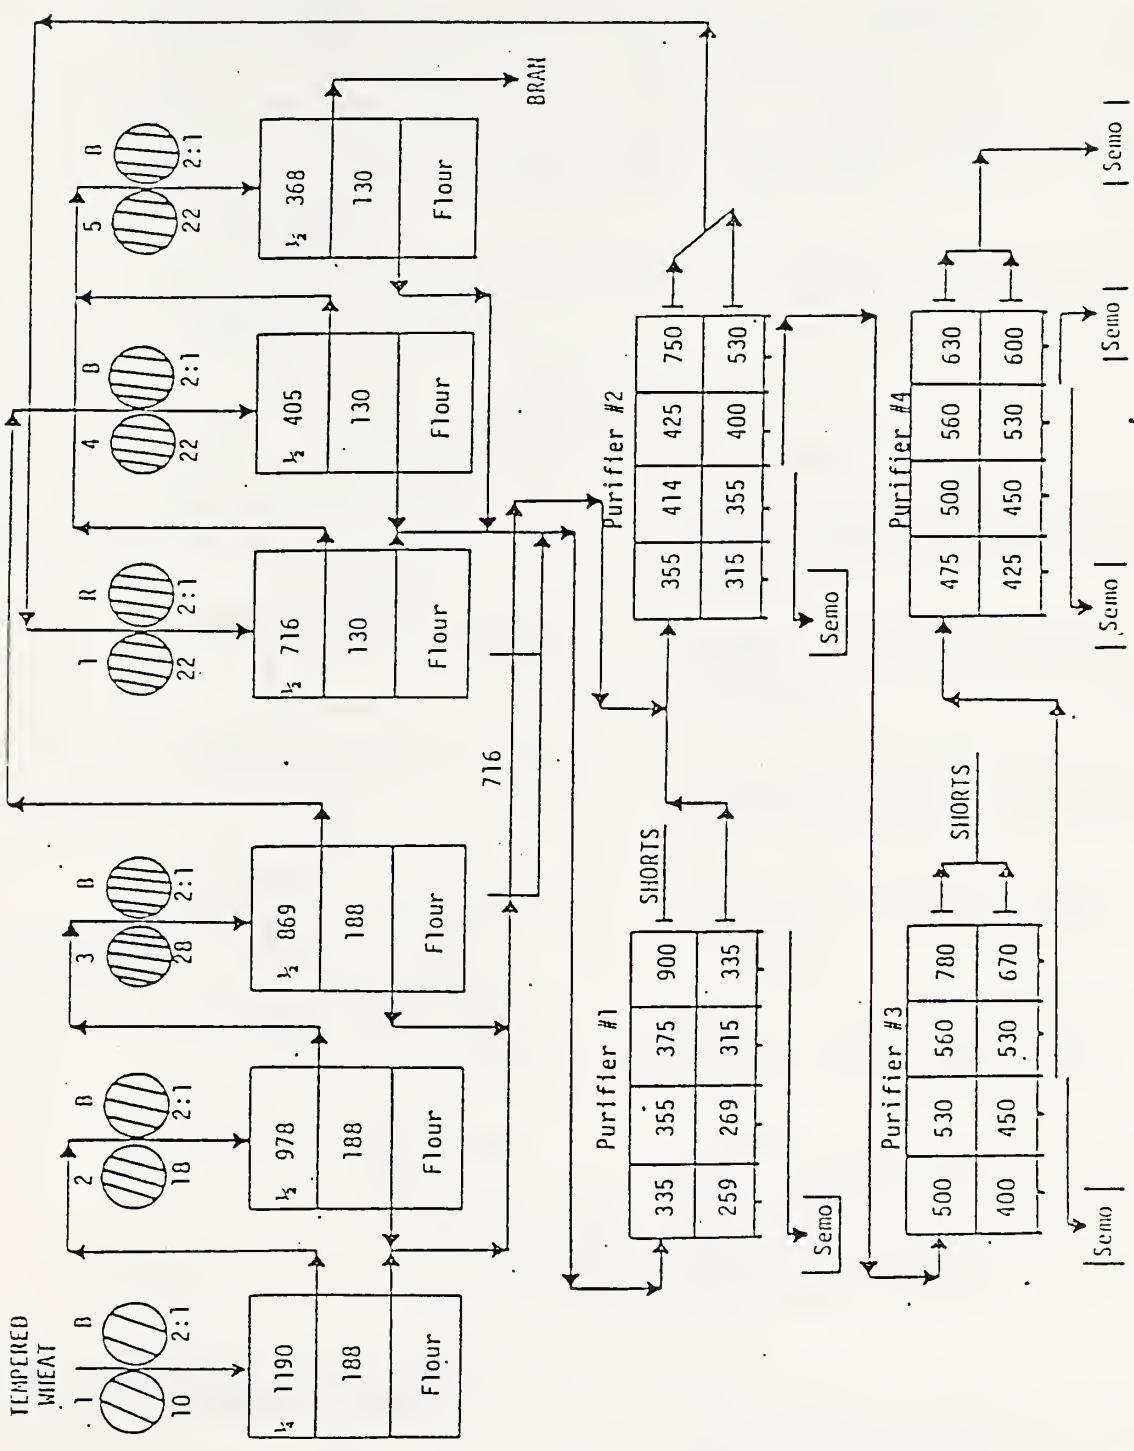 TEMPERED
WHEAT
1 B
10 2:1
¼ 1190
188
Flour
2 B
18 2:1
½ 978
188
Flour
3 B
28 2:1
½ 869
188
Flour
1 R
22 2:1
½ 716
130
Flour
4 B
22 2:1
½ 405
130
Flour
5 B
22 2:1
½ 368
130
Flour
BRAN
716
Purifier #1
335 355 375 900
259 269 315 335
SHORTS
Semo
Purifier #2
355 414 425 750
315 355 400 530
Semo
Purifier #3
500 530 560 780
400 450 530 670
SHORTS
Semo
Purifier #4
475 500 560 630
425 450 530 600
Semo
Semo
Semo